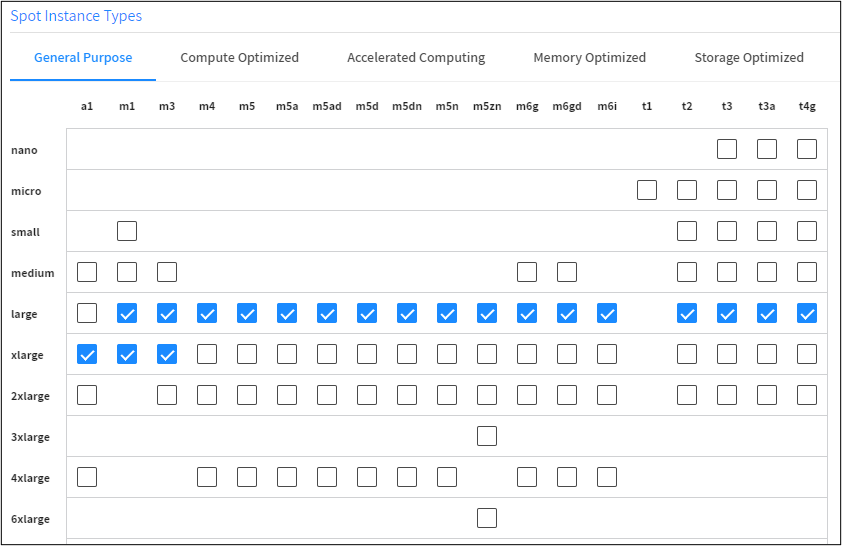 Spot Instance Types
General Purpose Compute Optimized Accelerated Computing Memory Optimized Storage Optimized
a1 m1 m3 m4 m5 m5a m5ad m5d m5dn m5n m5zn m6g m6gd m6i t1 t2 t3 t3a t4g
nano
micro
small
medium
large
xlarge
2xlarge
3xlarge
4xlarge
6xlarge